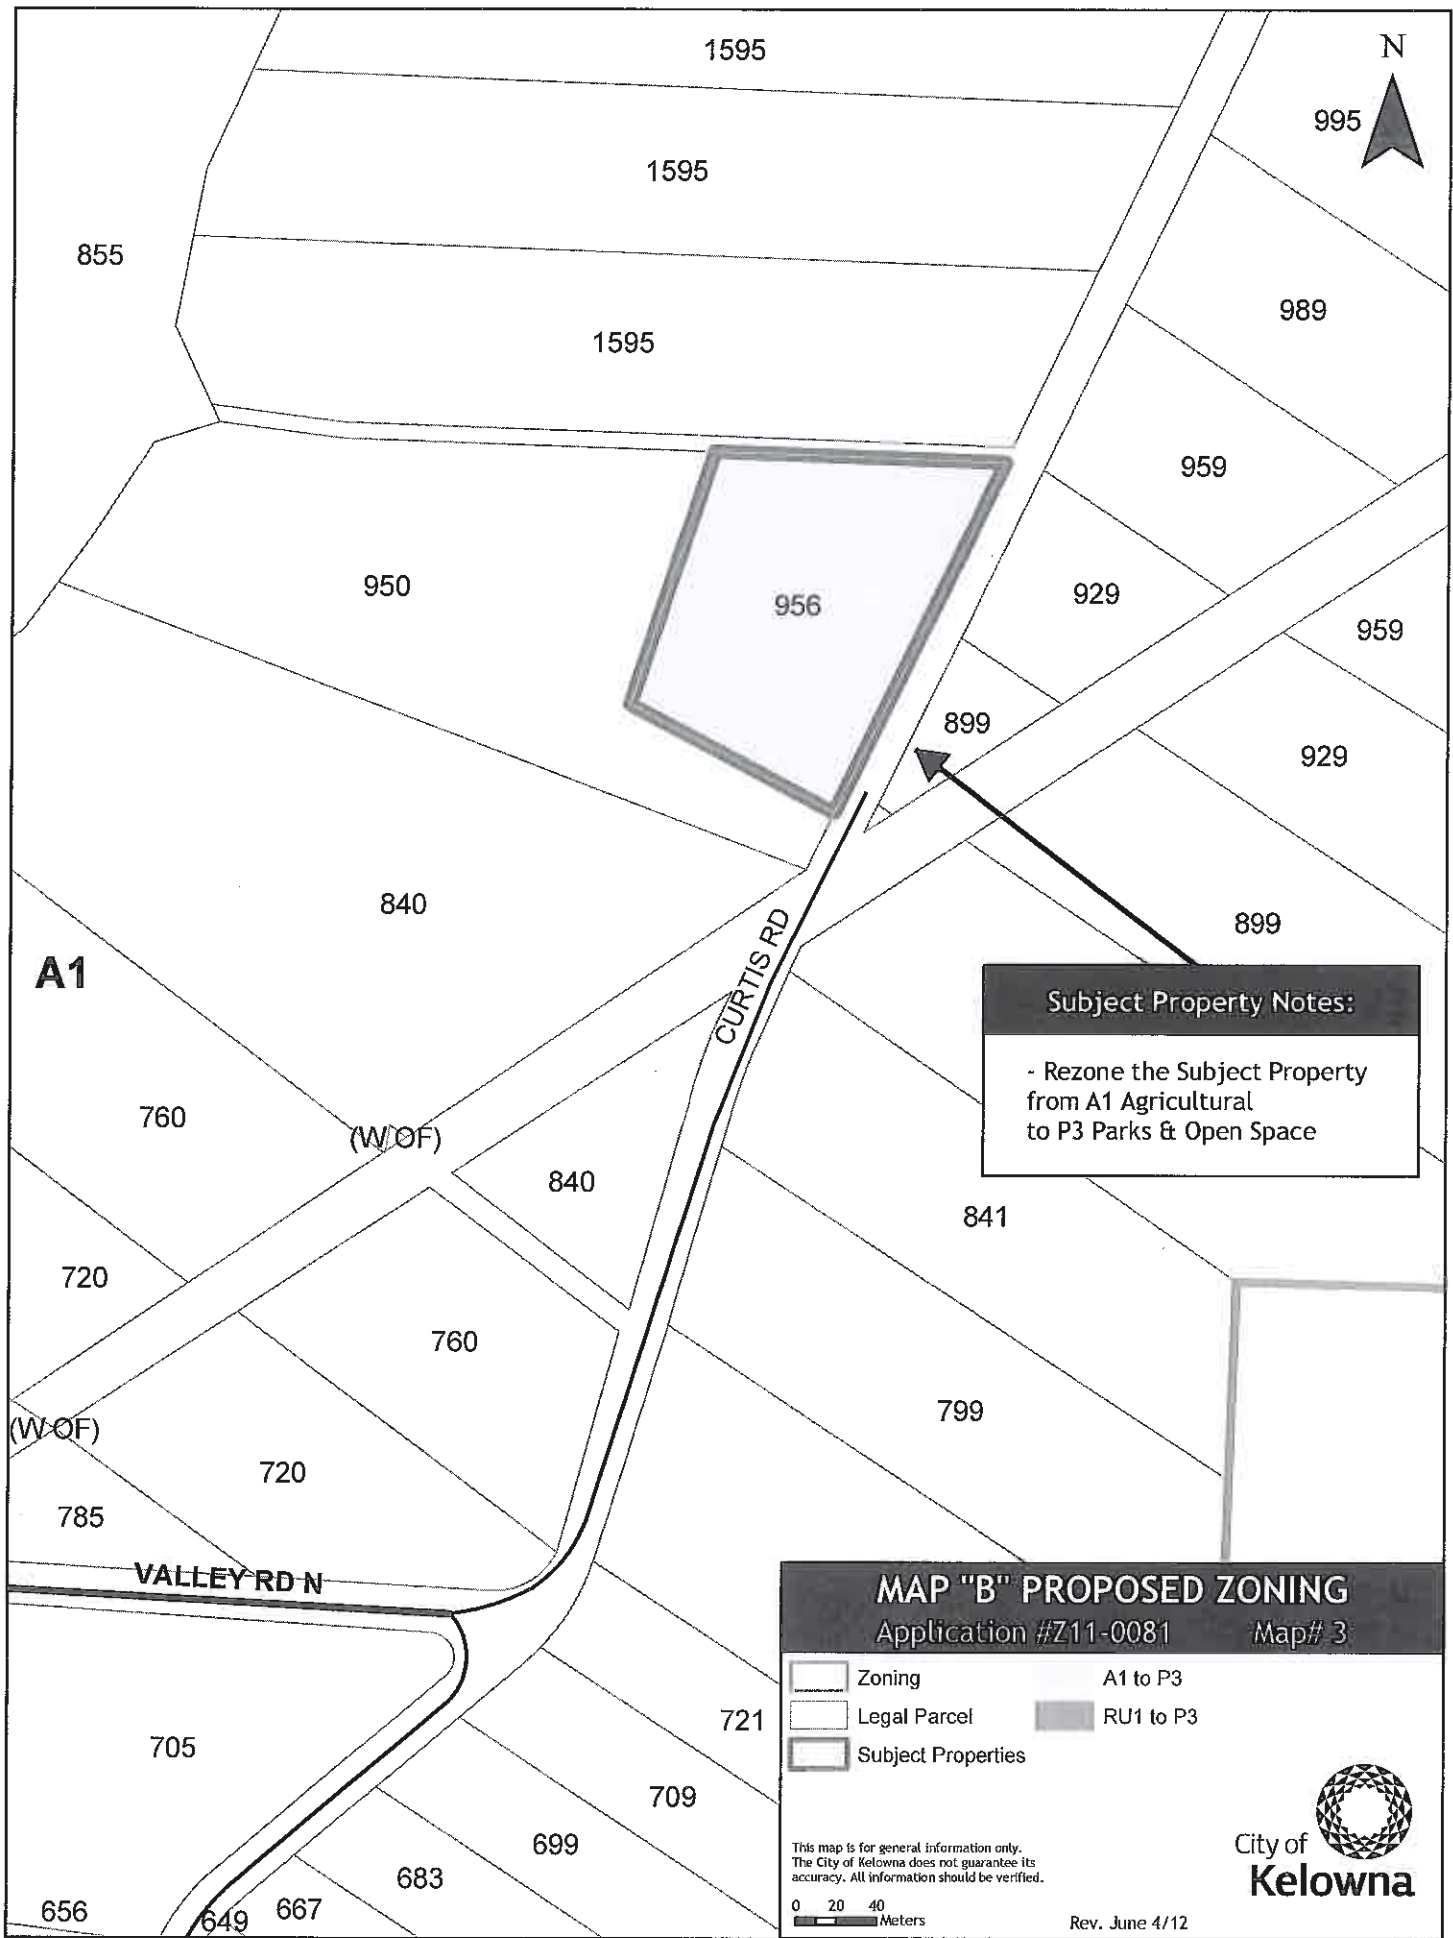 1595
N
995
1595
855
989
1595
959
950
956
929
959
899
929
840
899
CURTIS RD
A1
Subject Property Notes:
- Rezone the Subject Property
from A1 Agricultural
to P3 Parks & Open Space
760
(W OF)
840
841
720
760
799
(W OF)
720
785
VALLEY RD N
MAP "B" PROPOSED ZONING
Application #Z11-0081 Map# 3
Zoning
A1 to P3
Legal Parcel
RU1 to P3
Subject Properties
721
705
709
699
683
667
649
656
This map is for general information only.
The City of Kelowna does not guarantee its
accuracy. All information should be verified.
City of
Kelowna
0 20 40
Meters
Rev. June 4/12